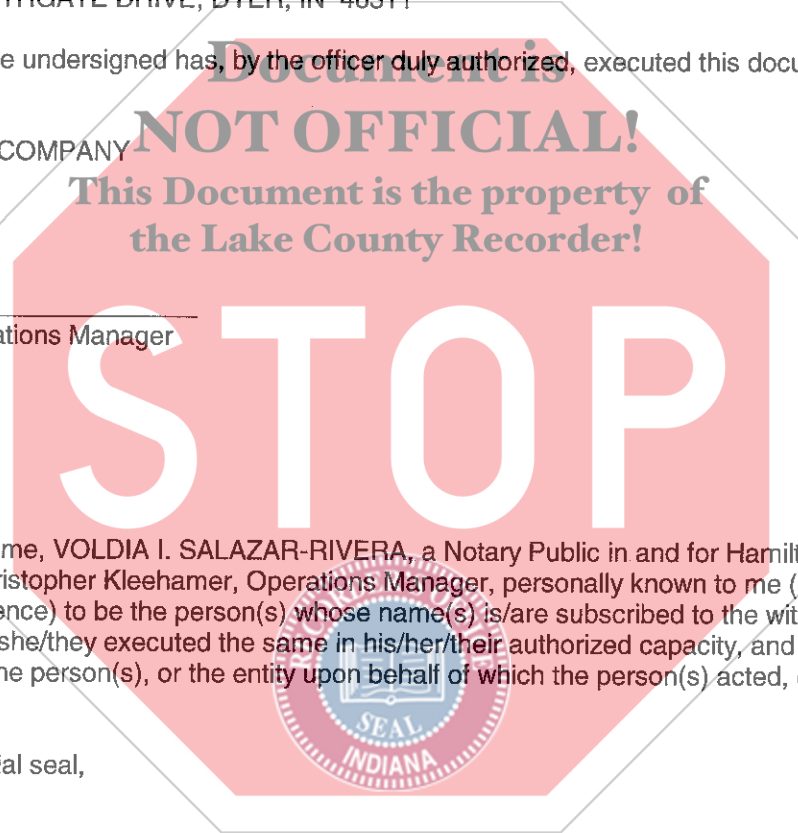 DRIVE, DYER, IN 46311
Document is
e undersigned has, by the officer duly authorized, executed this docu
COMPANY
NOT OFFICIAL!
This Document is the property of
the Lake County Recorder!
ations Manager
STOP
me, VOLDIA I. SALAZAR-RIVERA, a Notary Public in and for Hamilt
ristopher Kleehamer, Operations Manager, personally known to me (
ence) to be the person(s) whose name(s) is/are subscribed to the wit
she/they executed the same in his/her/their authorized capacity, and
he person(s), or the entity upon behalf of which the person(s) acted,
SEAL
INDIANA
ial seal,